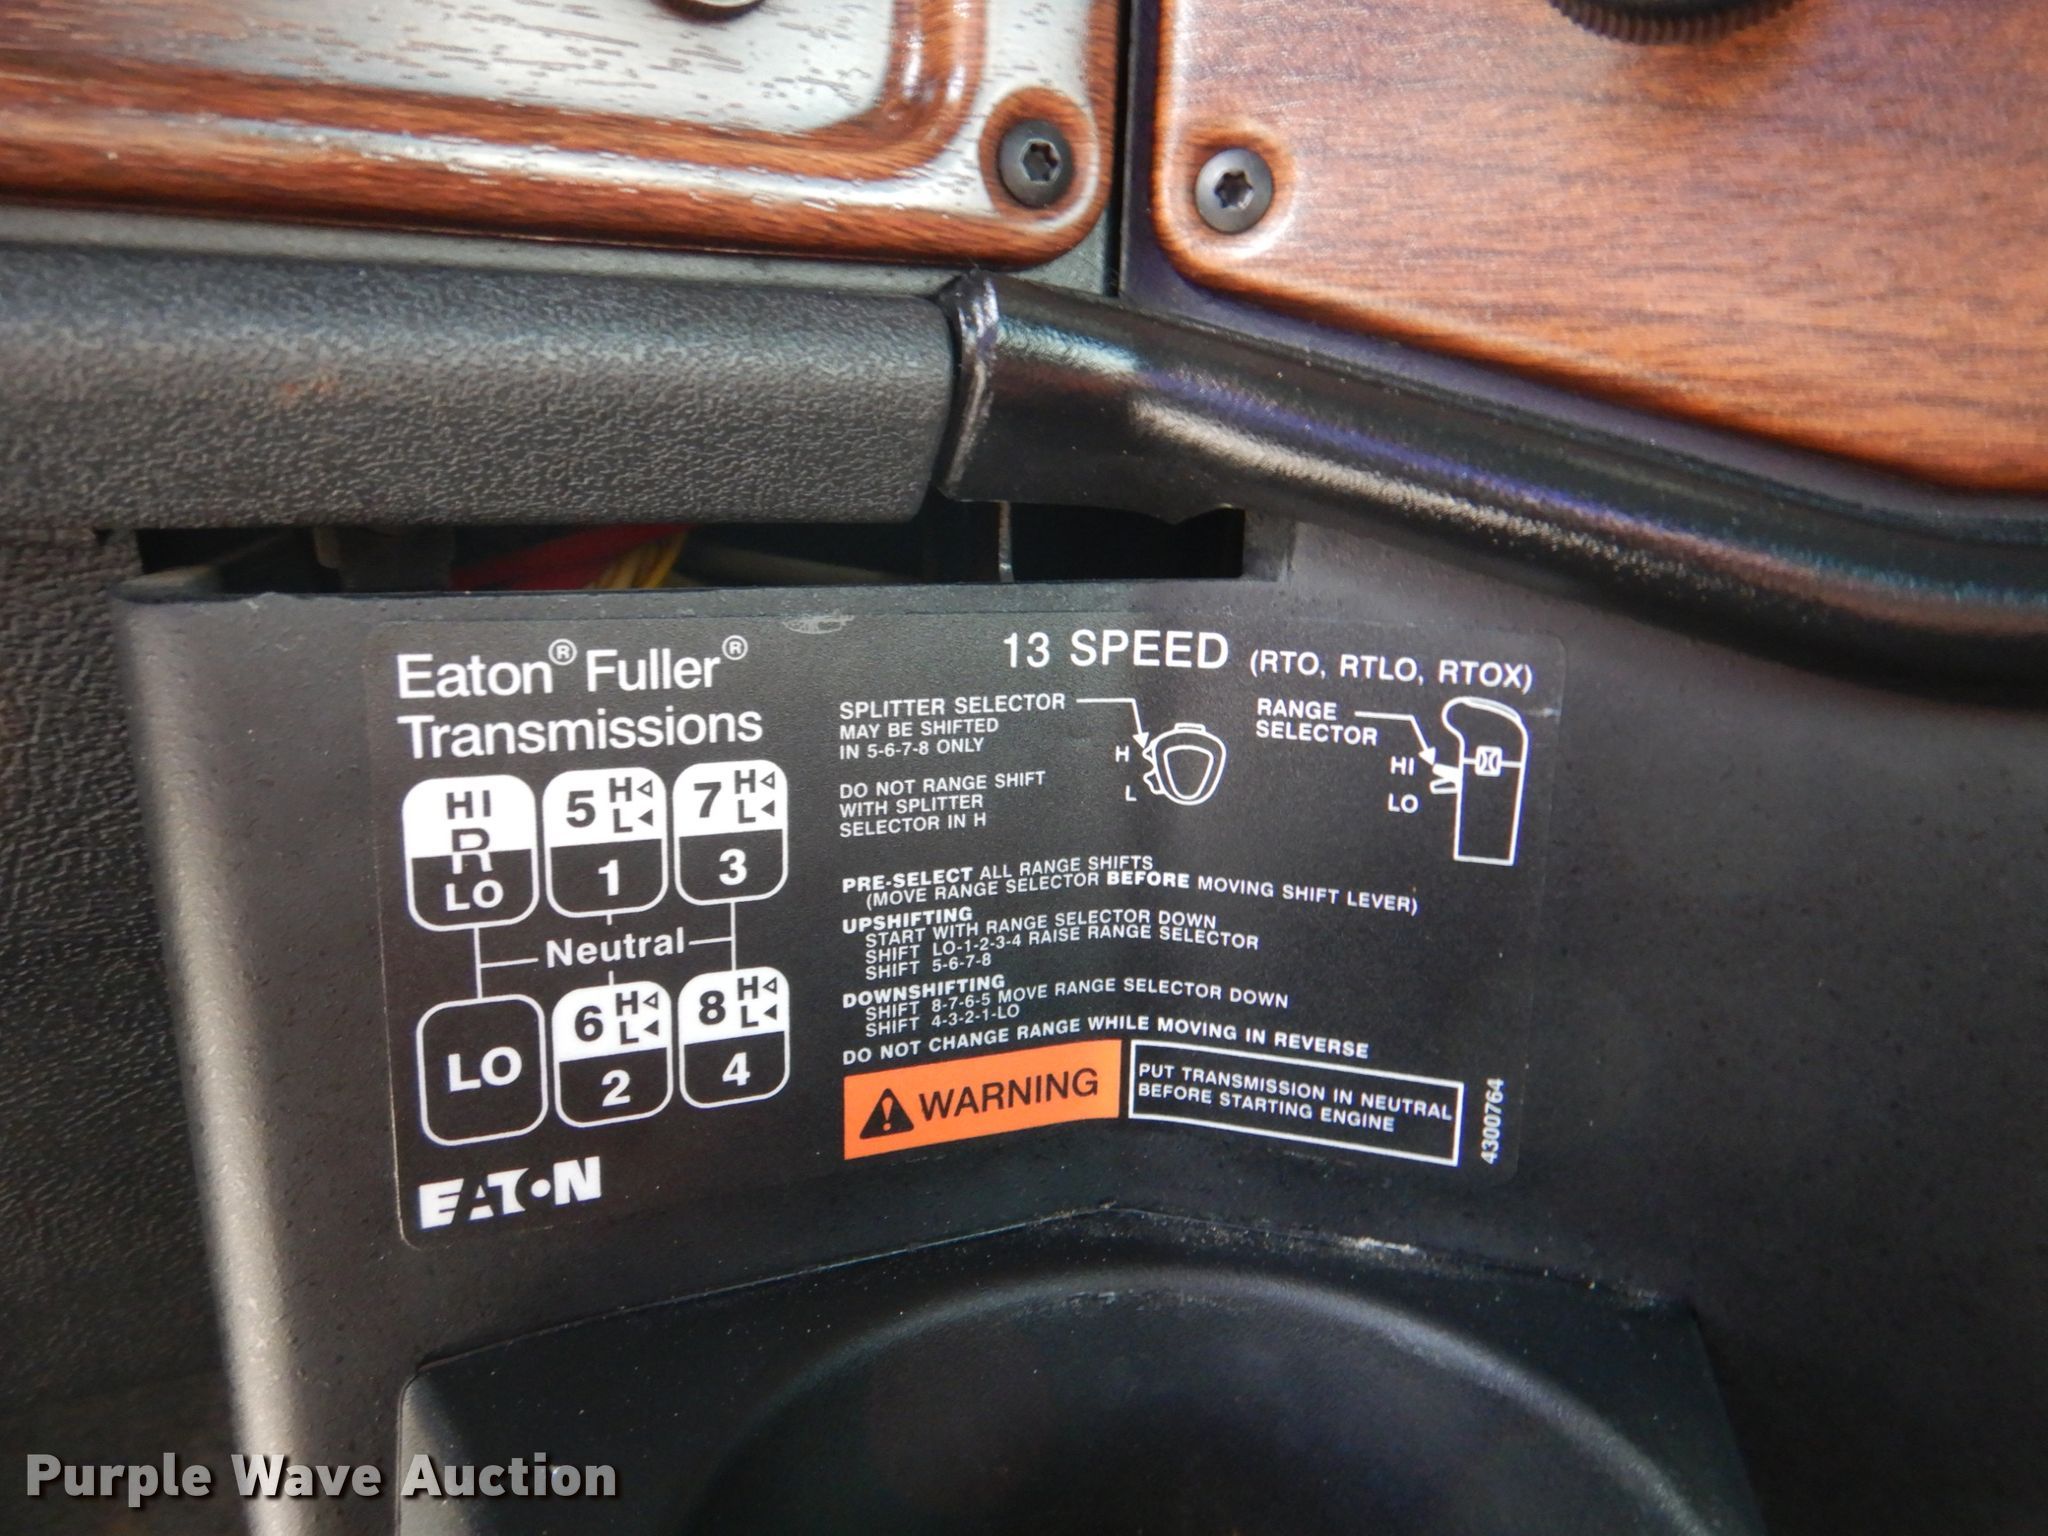 Eaton® Fuller®
Transmissions
13 SPEED (RTO, RTLO, RTOX)
SPLITTER SELECTOR
MAY BE SHIFTED
IN 5-6-7-8 ONLY
DO NOT RANGE SHIFT
WITH SPLITTER
SELECTOR IN H
H
L
RANGE
SELECTOR
HI
LO
HI
R
LO
5 H
L
1
7 H
L
3
Neutral
LO
6 H
L
2
8 H
L
4
PRE-SELECT ALL RANGE SHIFTS
(MOVE RANGE SELECTOR BEFORE MOVING SHIFT LEVER)
UPSHIFTING
START WITH RANGE SELECTOR DOWN
SHIFT LO-1-2-3-4 RAISE RANGE SELECTOR
SHIFT 5-6-7-8
DOWNSHIFTING
SHIFT 8-7-6-5 MOVE RANGE SELECTOR DOWN
SHIFT 4-3-2-1-LO
DO NOT CHANGE RANGE WHILE MOVING IN REVERSE
WARNING
PUT TRANSMISSION IN NEUTRAL
BEFORE STARTING ENGINE
4300764
EATON
Purple Wave Auction